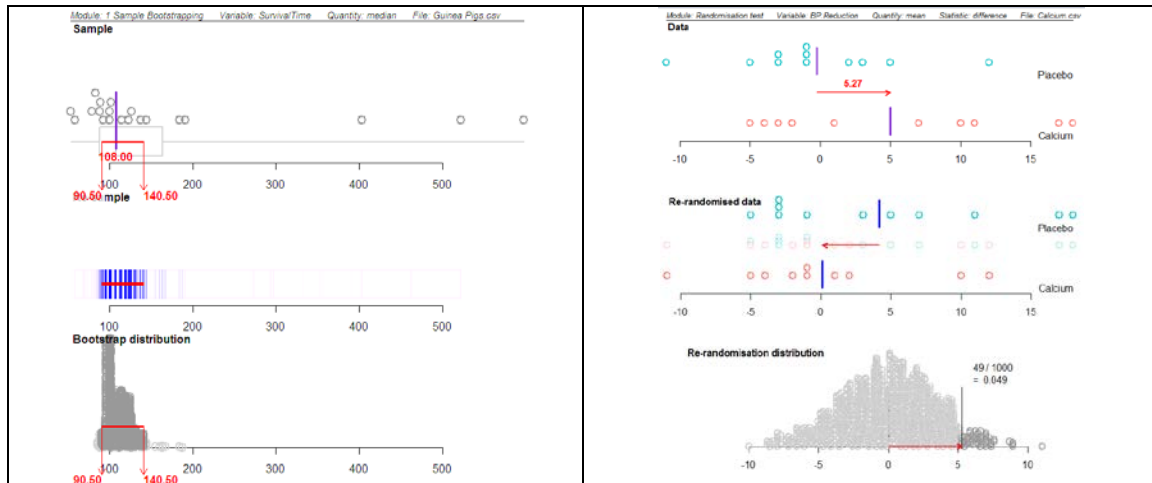 Module: 1 Sample Bootstrapping Variable: SurvivalTime Quantity: median File: Guinea Pigs.csv
Sample
108.00
100 200 300 400 500
90.50 140.50
mple
100 200 300 400 500
Bootstrap distribution
100 200 300 400 500
90.50 140.50
Module: Randomisation test Variable: BP Reduction Quantity: mean Statistic: difference File: Calcium.csv
Data
Placebo
5.27
Calcium
-10 -5 0 5 10 15
Re-randomised data
Placebo
Calcium
-10 -5 0 5 10 15
Re-randomisation distribution
49 / 1000
= 0.049
-10 -5 0 5 10